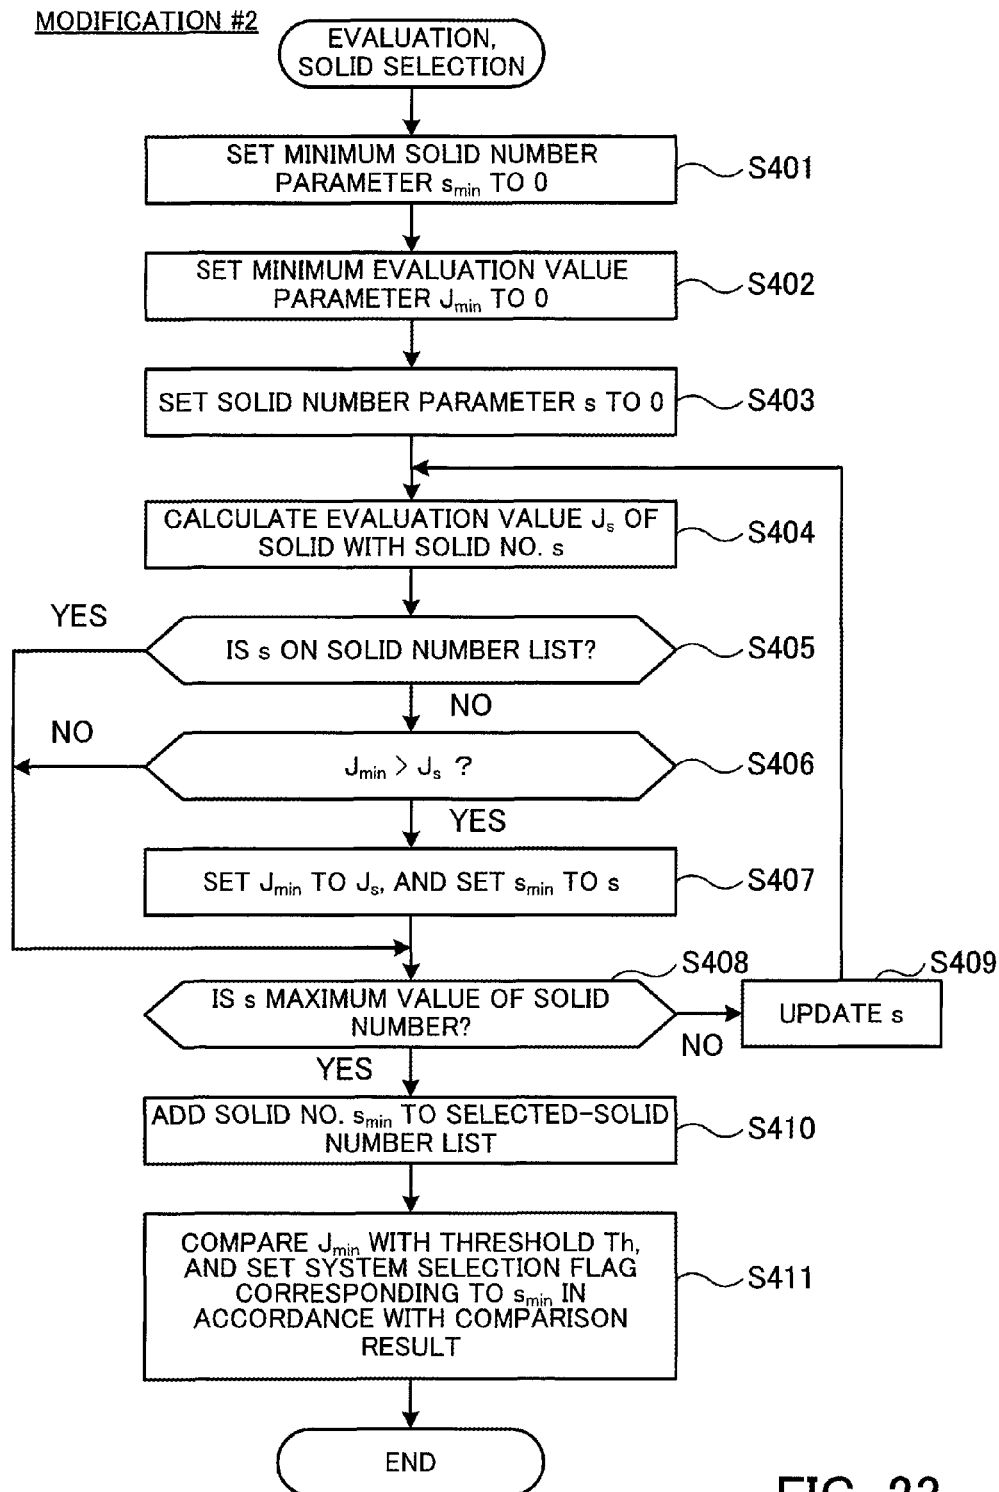 MODIFICATION #2
EVALUATION,
SOLID SELECTION
SET MINIMUM SOLID NUMBER
PARAMETER smin TO 0
S401
SET MINIMUM EVALUATION VALUE
PARAMETER Jmin TO 0
S402
SET SOLID NUMBER PARAMETER s TO 0
S403
CALCULATE EVALUATION VALUE Js OF
SOLID WITH SOLID NO. s
S404
YES
IS s ON SOLID NUMBER LIST?
S405
NO
NO
Jmin > Js ?
S406
YES
SET Jmin TO Js, AND SET smin TO s
S407
S408
S409
IS s MAXIMUM VALUE OF SOLID
NUMBER?
UPDATE s
NO
YES
ADD SOLID NO. smin TO SELECTED-SOLID
NUMBER LIST
S410
COMPARE Jmin WITH THRESHOLD Th,
AND SET SYSTEM SELECTION FLAG
CORRESPONDING TO smin IN
ACCORDANCE WITH COMPARISON
RESULT
S411
END